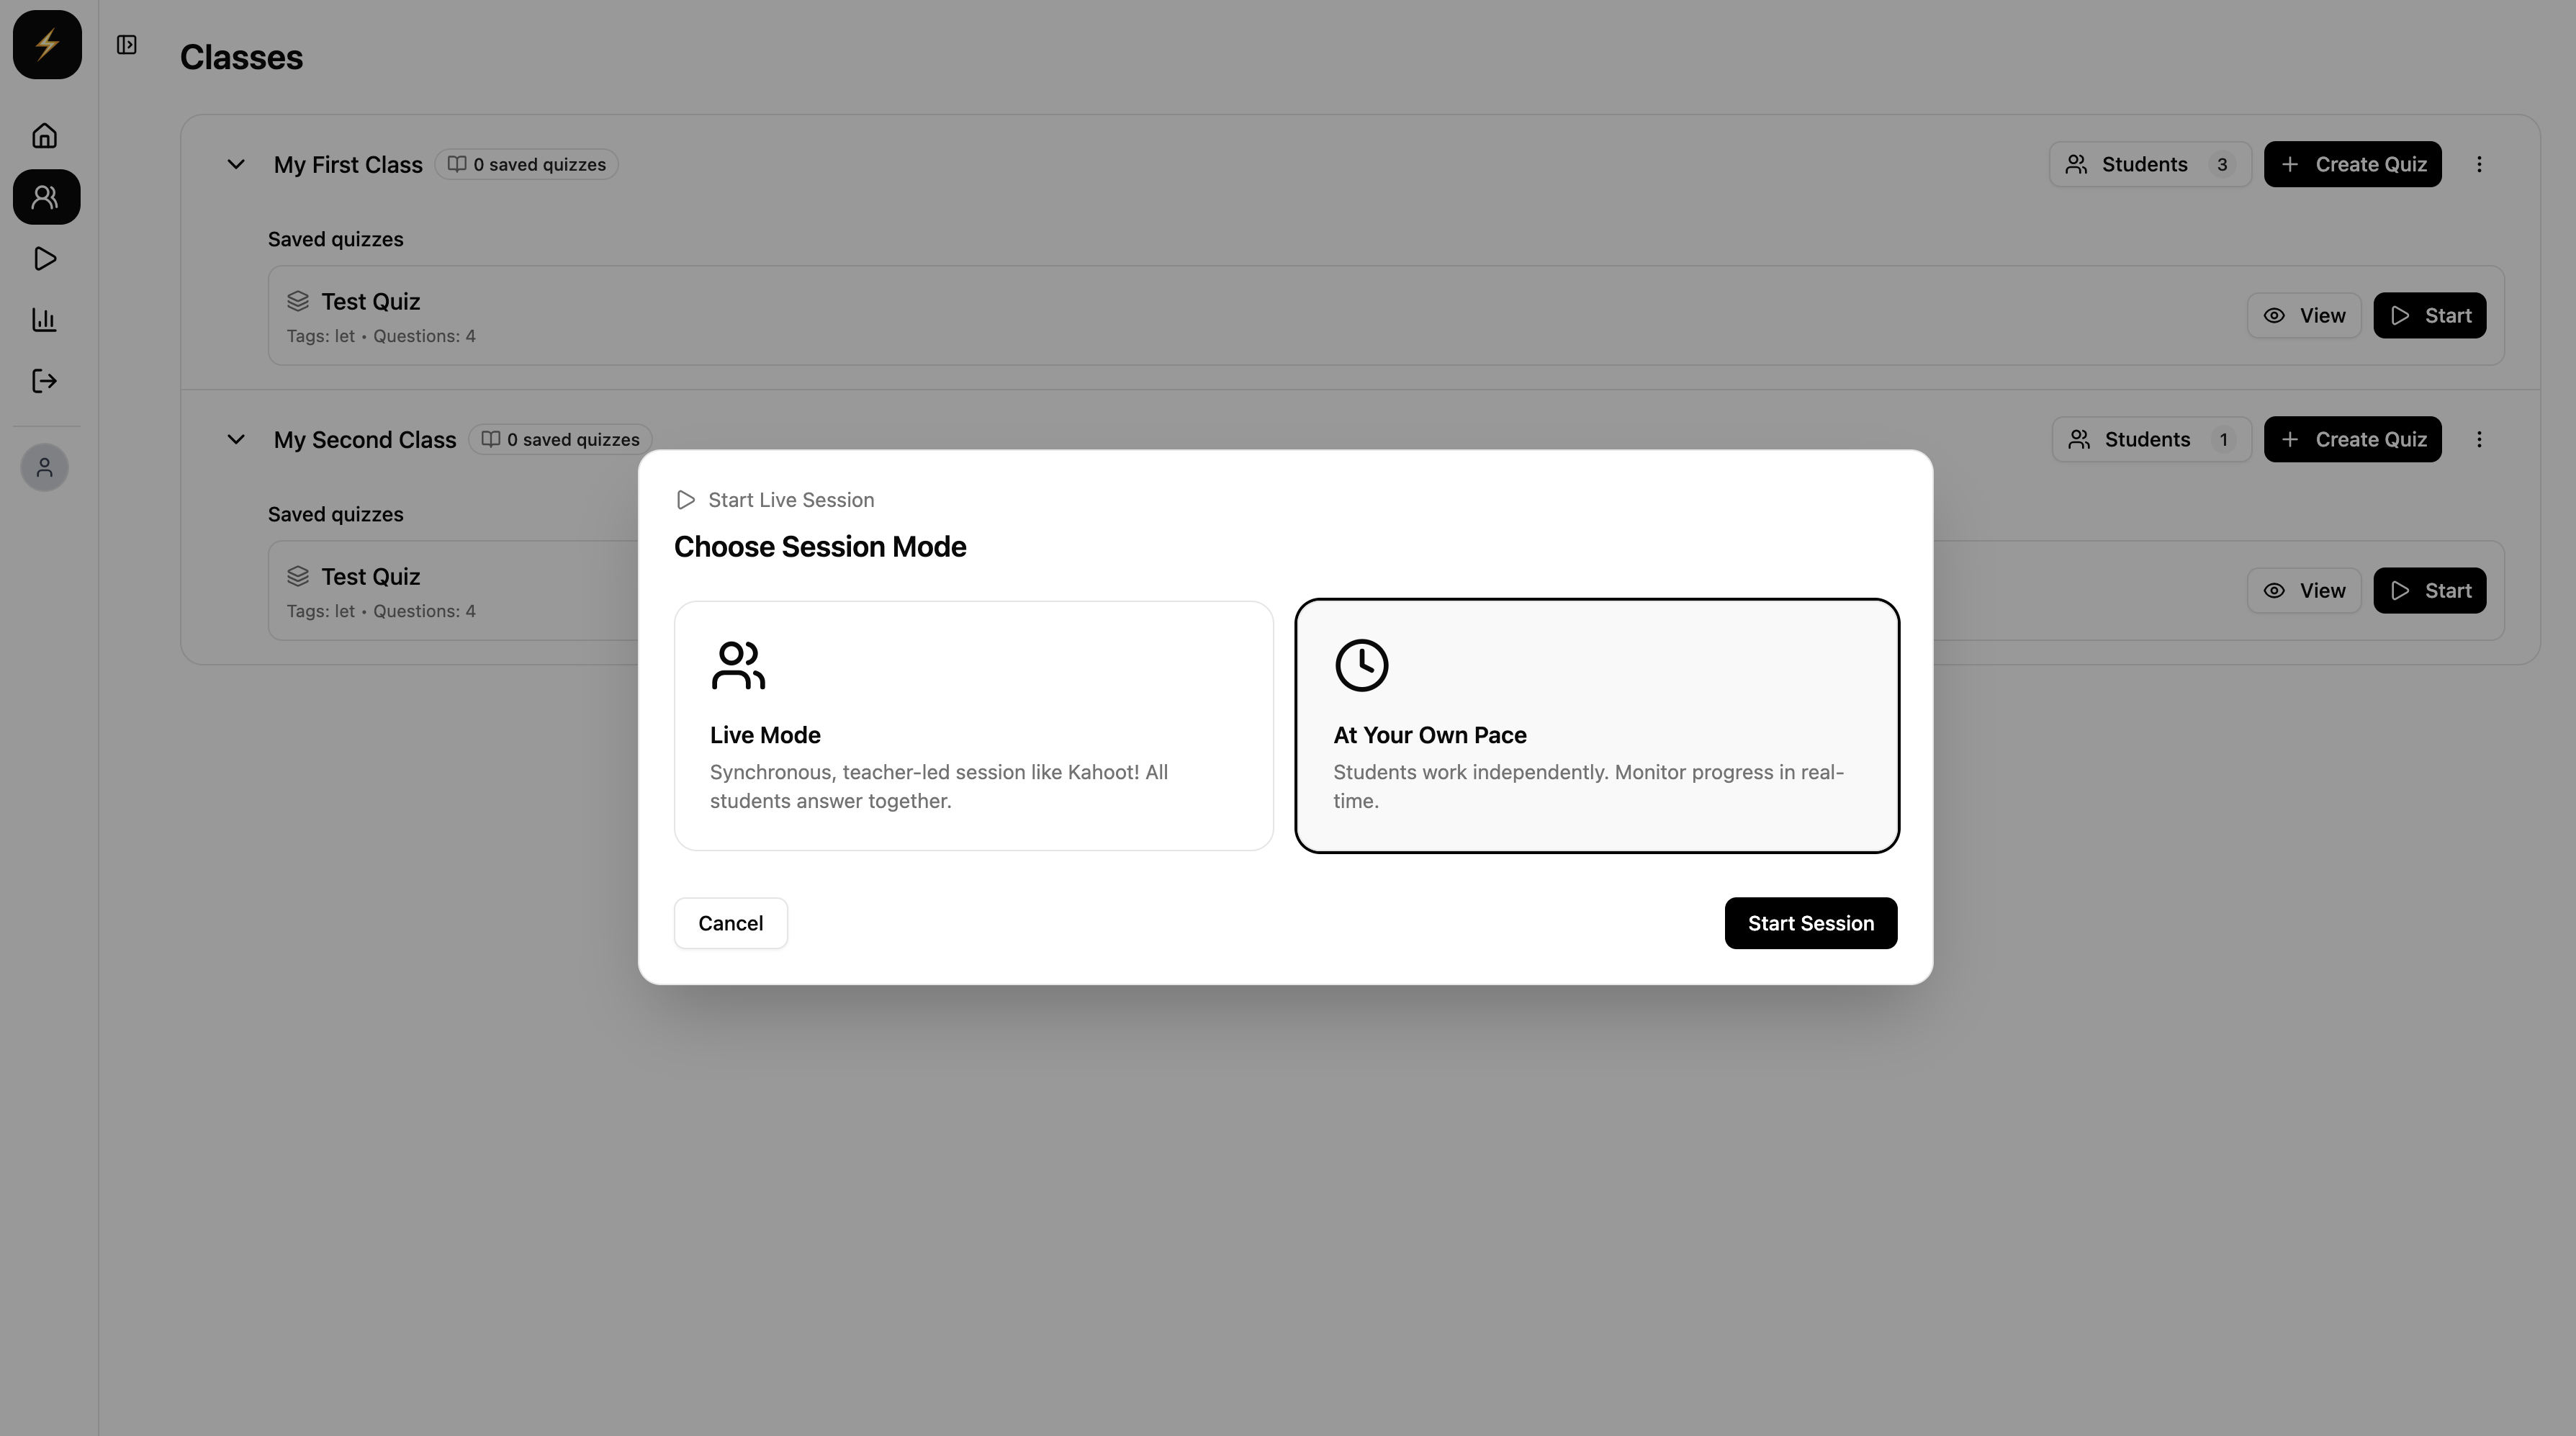 Classes
My First Class
0 saved quizzes
Students 3
Create Quiz
Saved quizzes
Test Quiz
Tags: let • Questions: 4
View
Start
My Second Class
0 saved quizzes
Students 1
Create Quiz
Saved quizzes
Test Quiz
Tags: let • Questions: 4
View
Start
Start Live Session
Choose Session Mode
Live Mode
Synchronous, teacher-led session like Kahoot! All
students answer together.
At Your Own Pace
Students work independently. Monitor progress in real-
time.
Cancel
Start Session